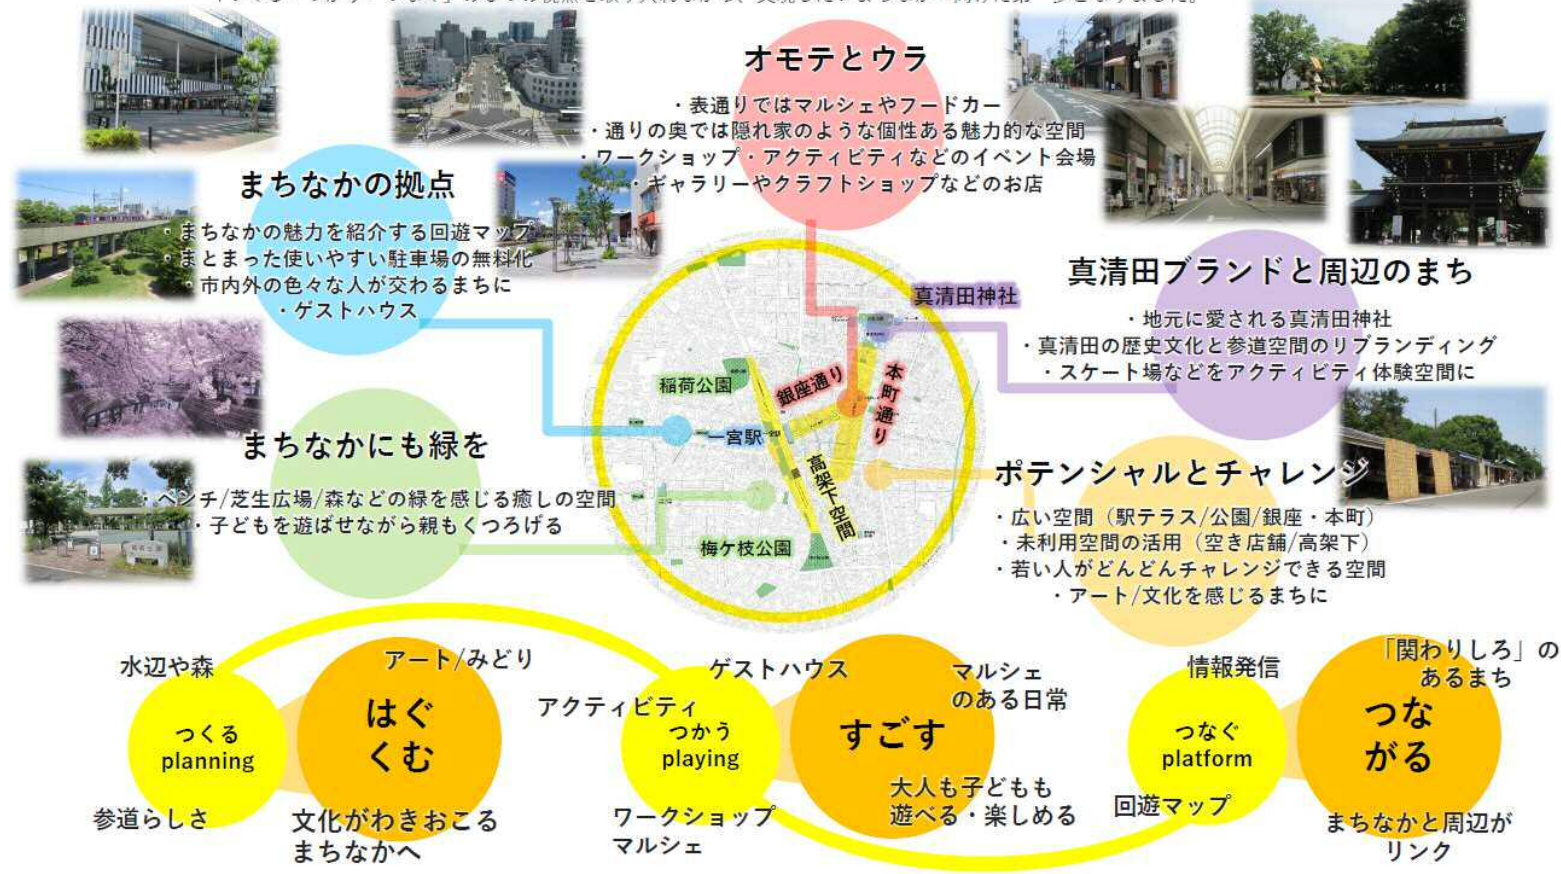 オモテとウラ
・表通りではマルシェやフードカー
・通りの奥では隠れ家のような個性ある魅力的な空間
・ワークショップ・アクティビティなどのイベント会場
・ギャラリーやクラフトショップなどのお店
まちなかの拠点
・まちなかの魅力を紹介する回遊マップ
・まとまった使いやすい駐車場の無料化
・市内外の色々な人が交わるまちに
・ゲストハウス
真清田ブランドと周辺のまち
・地元に愛される真清田神社
・真清田の歴史文化と参道空間のリブランディング
・スケート場などをアクティビティ体験空間に
真清田神社
稲荷公園
銀座通り
本町通り
一宮駅
高架下空間
梅ケ枝公園
まちなかにも緑を
・ベンチ/芝生広場/森などの緑を感じる癒しの空間
・子どもを遊ばせながら親もくつろげる
ポテンシャルとチャレンジ
・広い空間（駅テラス/公園/銀座・本町）
・未利用空間の活用（空き店舗/高架下）
・若い人がどんどんチャレンジできる空間
・アート/文化を感じるまちに
水辺や森
つくる
planning
参道らしさ
アート/みどり
はぐ
くむ
文化がわきおこる
まちなかへ
アクティビティ
つかう
playing
ワークショップ
マルシェ
ゲストハウス
マルシェ
のある日常
すごす
大人も子どもも
遊べる・楽しめる
情報発信
つなぐ
platform
回遊マップ
「関わりしろ」の
あるまち
つな
がる
まちなかと周辺が
リンク